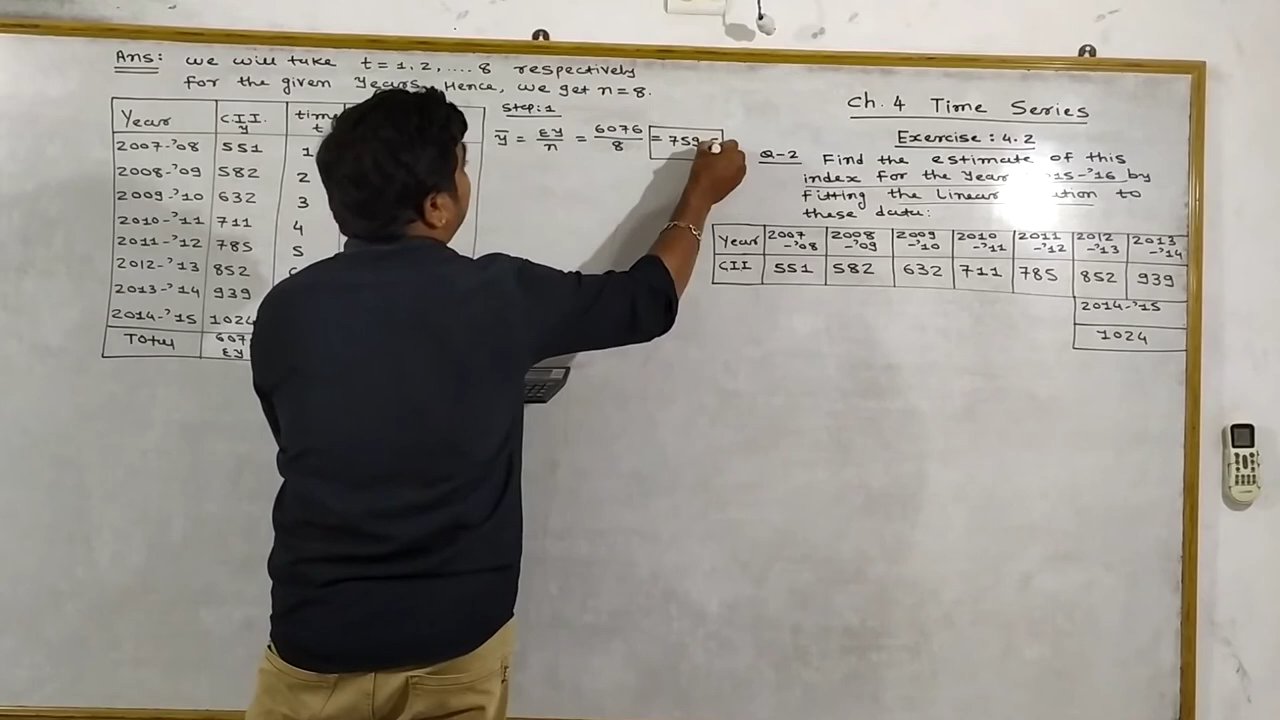 Ans: we will take t = 1, 2, .... 8 respectively
for the given Years. Hence, we get n = 8.
Year C.I.I. y time t
2007-'08 551 1
2008-'09 582 2
2009-'10 632 3
2010-'11 711 4
2011-'12 785 5
2012-'13 852
2013-'14 939
2014-'15 1024
Total 607
Σy
Step: 1
ȳ = Σy/n = 6076/8 = 759.5
Ch. 4 Time Series
Exercise: 4.2
Q-2 Find the estimate of this
index for the Year 15-'16 by
fitting the Linear to
these data:
Year 2007-'08 2008-'09 2009-'10 2010-'11 2011-'12 2012-'13 2013-'14
CII 551 582 632 711 785 852 939
2014-'15
1024